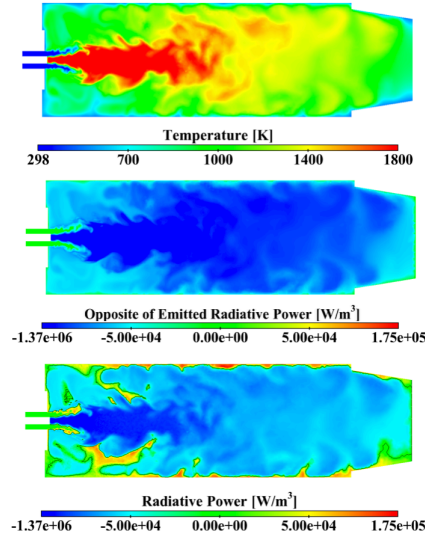 Temperature [K]
298 700 1000 1400 1800
Opposite of Emitted Radiative Power [W/m³]
-1.37e+06 -5.00e+04 0.00e+00 5.00e+04 1.75e+05
Radiative Power [W/m³]
-1.37e+06 -5.00e+04 0.00e+00 5.00e+04 1.75e+05